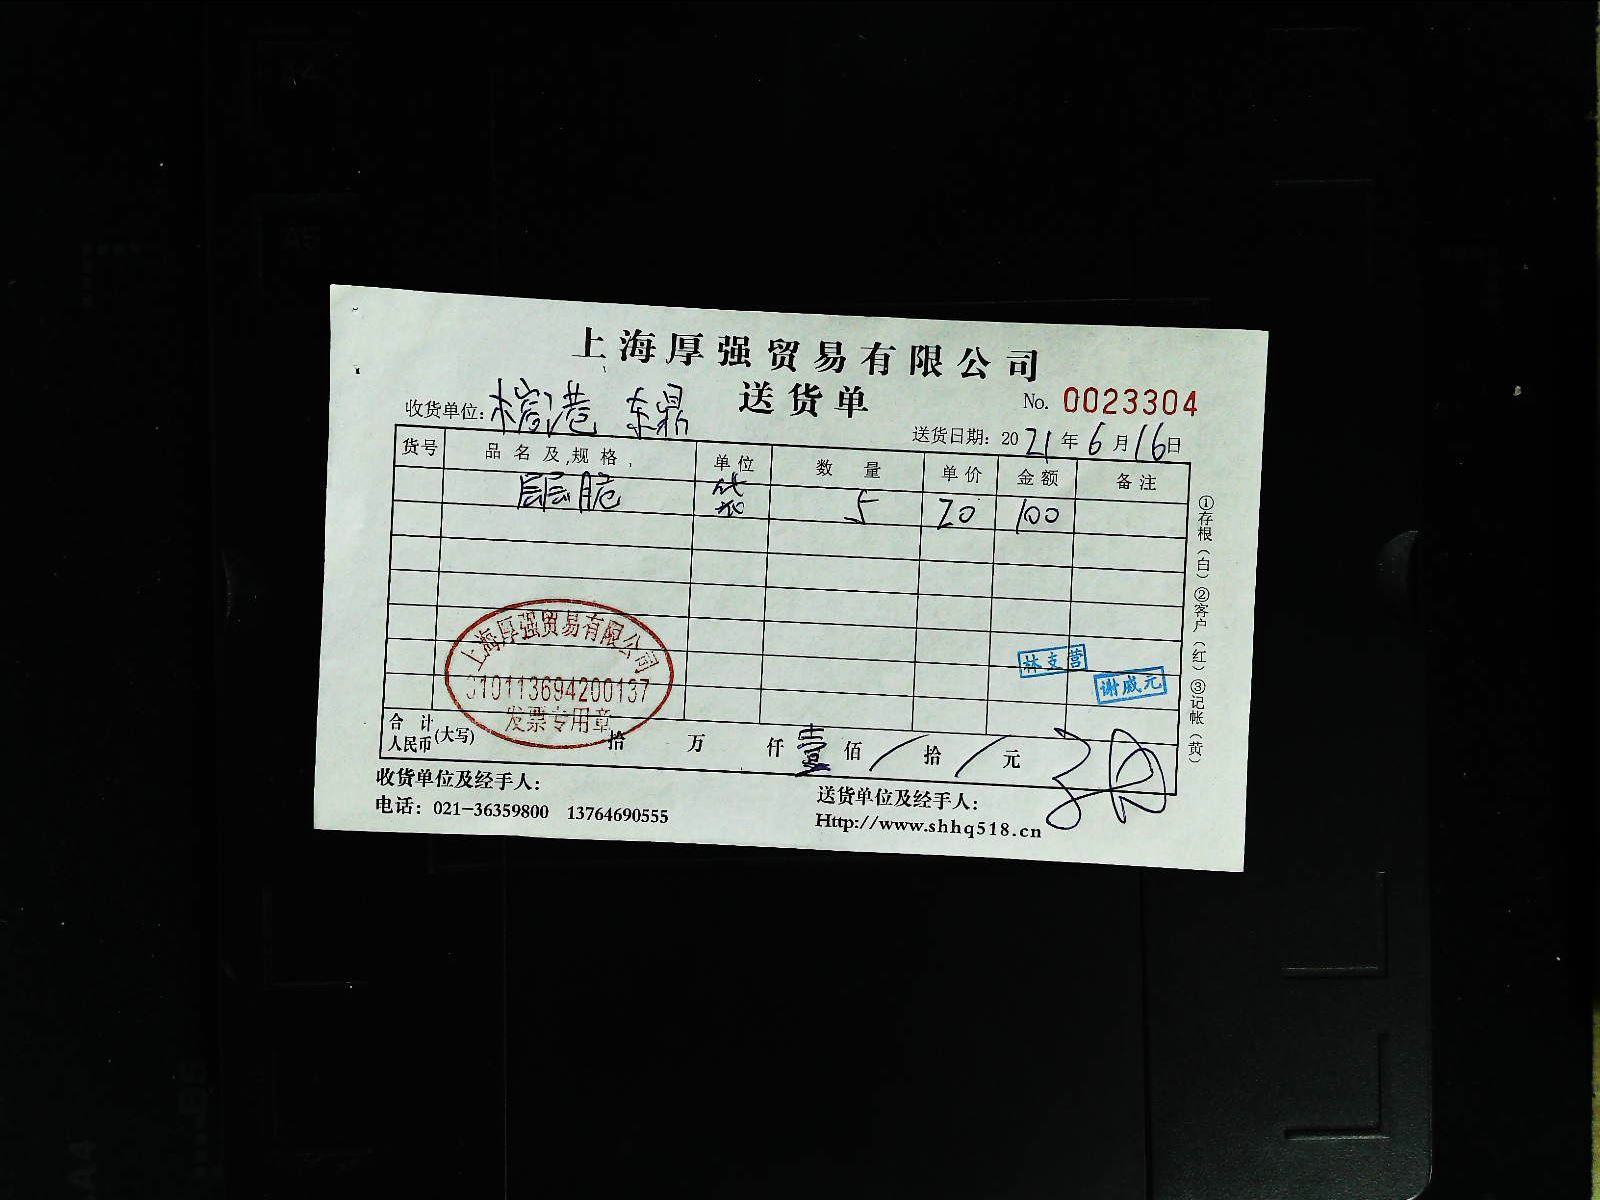 上海厚强贸易有限公司
送货单
No. 0023304
收货单位: 港 东鼎
送货日期: 2021年6月16日
货号 品名及规格 单位 数量 单价 金额 备注
层层脆 袋 5 20 100
①存根(白)②客户(红)③记帐(黄)
上海厚强贸易有限公司
310113694200137
发票专用章
林支营
谢威元
合计人民币(大写) 拾 万 仟 壹佰 / 拾 / 元
收货单位及经手人:
送货单位及经手人:
电话: 021-36359800 13764690555
Http://www.shhq518.cn